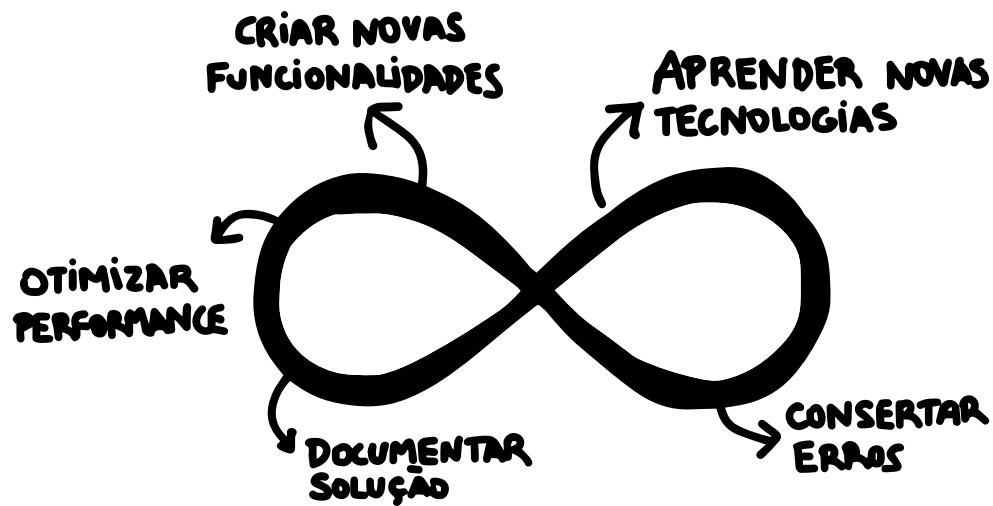 CRIAR NOVAS
FUNCIONALIDADES
APRENDER NOVAS
TECNOLOGIAS
OTIMIZAR
PERFORMANCE
DOCUMENTAR
SOLUÇÃO
CONSERTAR
ERROS